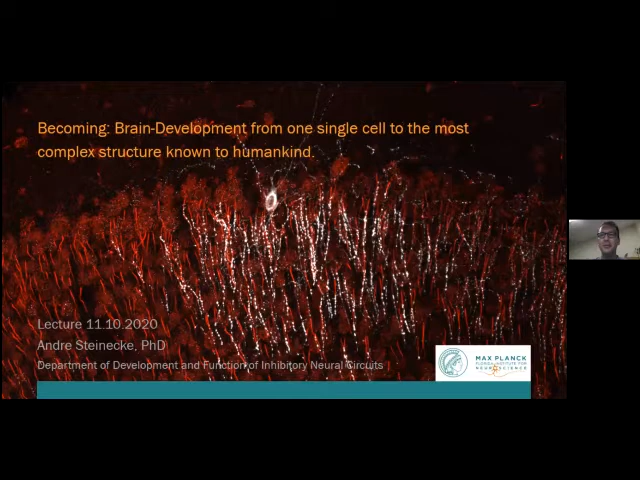 Becoming: Brain-Development from one single cell to the most
complex structure known to humankind.
Lecture 11.10.2020
Andre Steinecke, PhD
Department of Development and Function of Inhibitory Neural Circuits
MAX PLANCK
FLORIDA INSTITUTE FOR
NEUROSCIENCE